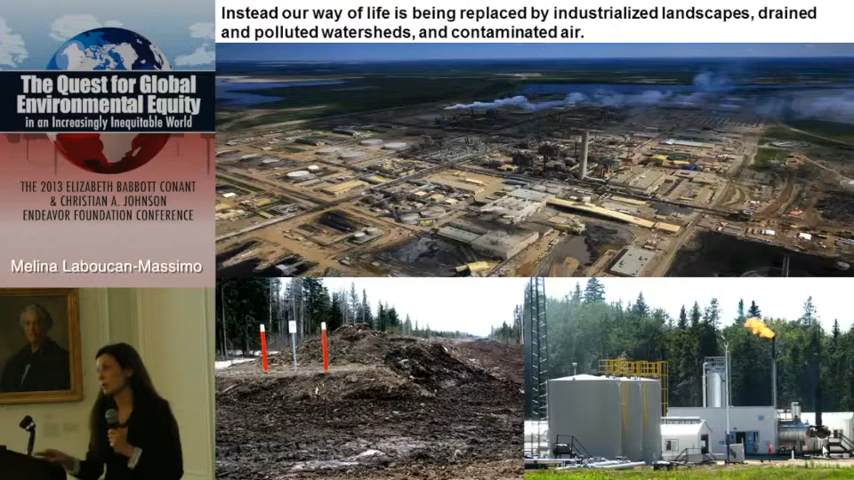 Instead our way of life is being replaced by industrialized landscapes, drained
and polluted watersheds, and contaminated air.
The Quest for Global
Environmental Equity
in an Increasingly Inequitable World
THE 2013 ELIZABETH BABBOTT CONANT
& CHRISTIAN A. JOHNSON
ENDEAVOR FOUNDATION CONFERENCE
Melina Laboucan-Massimo